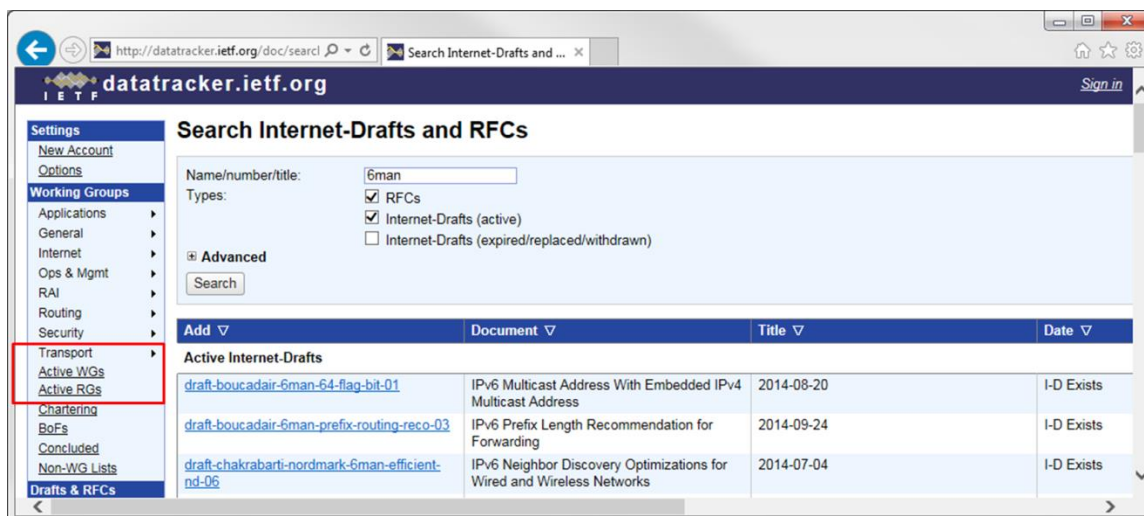 http://datatracker.ietf.org/doc/searcl
Search Internet-Drafts and ...
I E T F
datatracker.ietf.org
Sign in
Settings
New Account
Options
Working Groups
Applications
General
Internet
Ops & Mgmt
RAI
Routing
Security
Transport
Active WGs
Active RGs
Chartering
BoFs
Concluded
Non-WG Lists
Drafts & RFCs
Search Internet-Drafts and RFCs
Name/number/title: 6man
Types: RFCs
Internet-Drafts (active)
Internet-Drafts (expired/replaced/withdrawn)
Advanced
Search
Add Document Title Date
Active Internet-Drafts
draft-boucadair-6man-64-flag-bit-01 IPv6 Multicast Address With Embedded IPv4 2014-08-20 I-D Exists
Multicast Address
draft-boucadair-6man-prefix-routing-reco-03 IPv6 Prefix Length Recommendation for 2014-09-24 I-D Exists
Forwarding
draft-chakrabarti-nordmark-6man-efficient- IPv6 Neighbor Discovery Optimizations for 2014-07-04 I-D Exists
nd-06 Wired and Wireless Networks